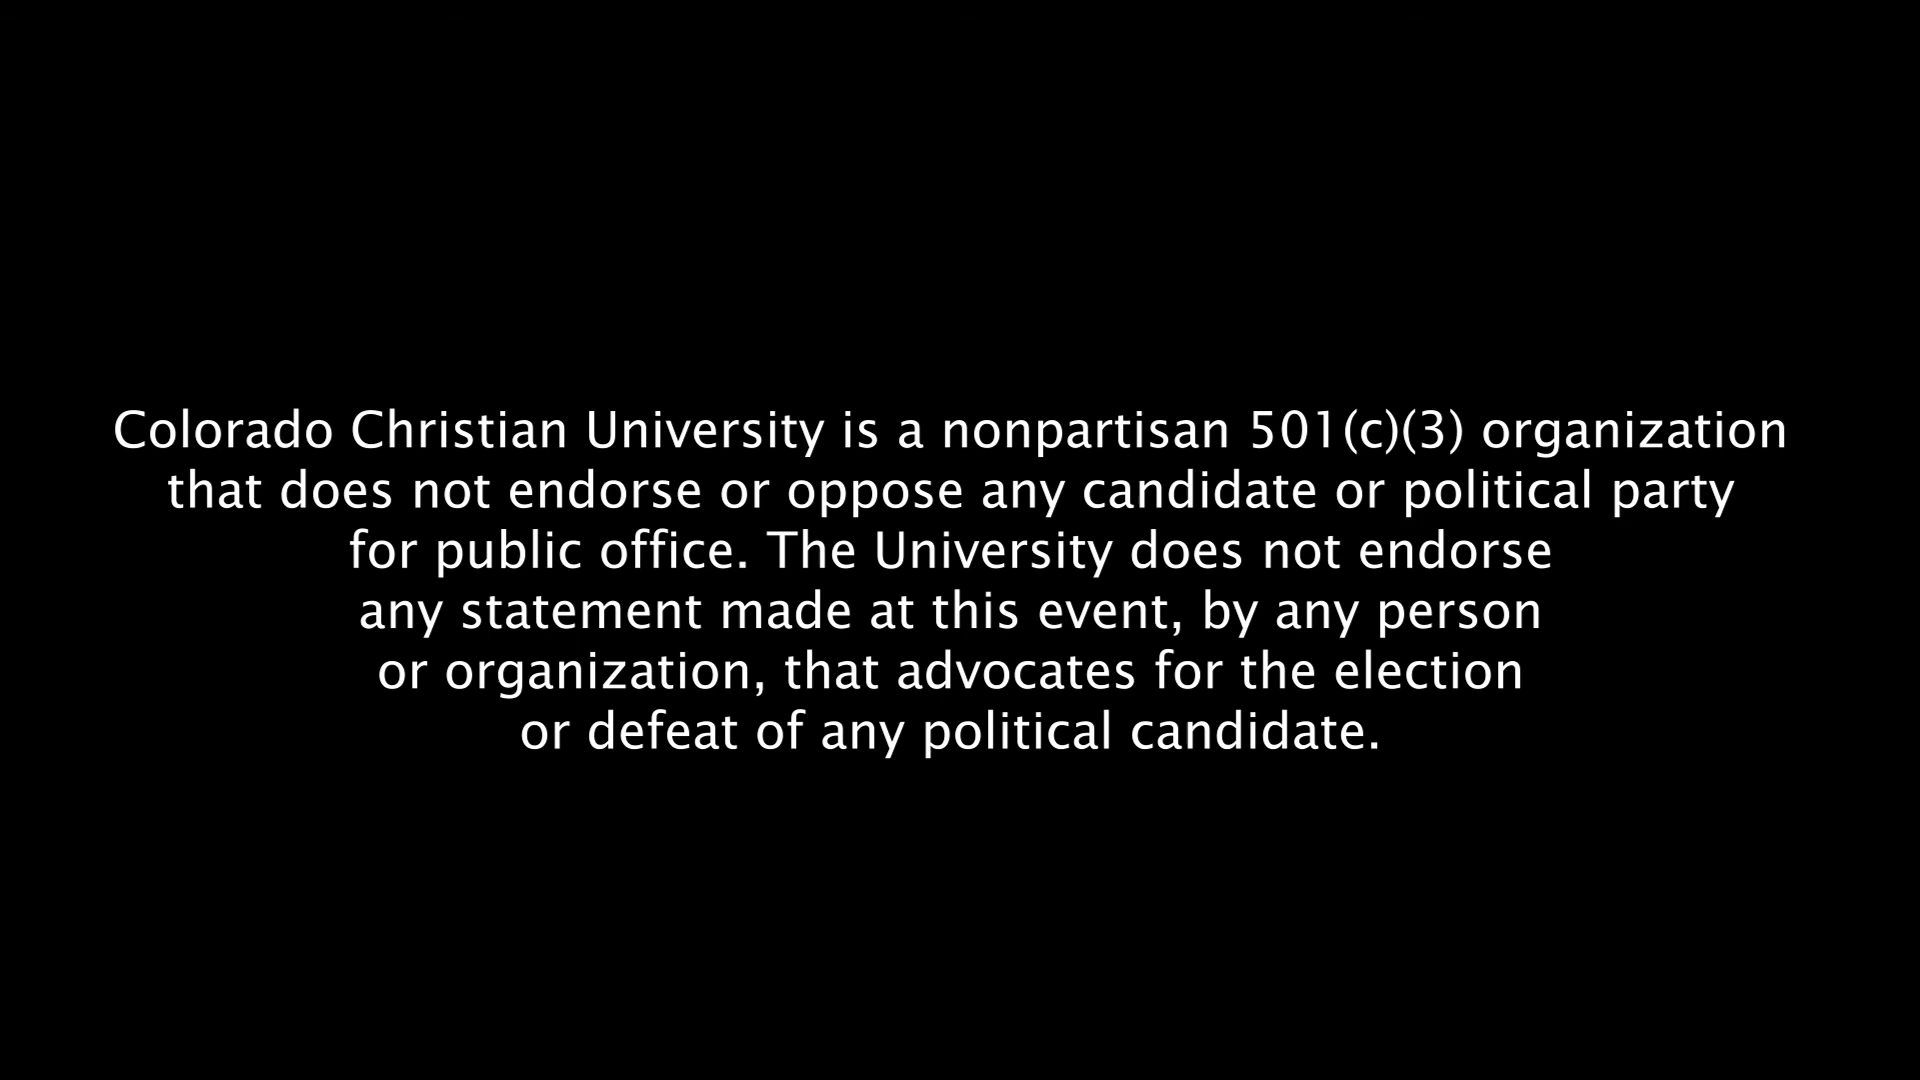 Colorado Christian University is a nonpartisan 501(c)(3) organization
that does not endorse or oppose any candidate or political party
for public office. The University does not endorse
any statement made at this event, by any person
or organization, that advocates for the election
or defeat of any political candidate.